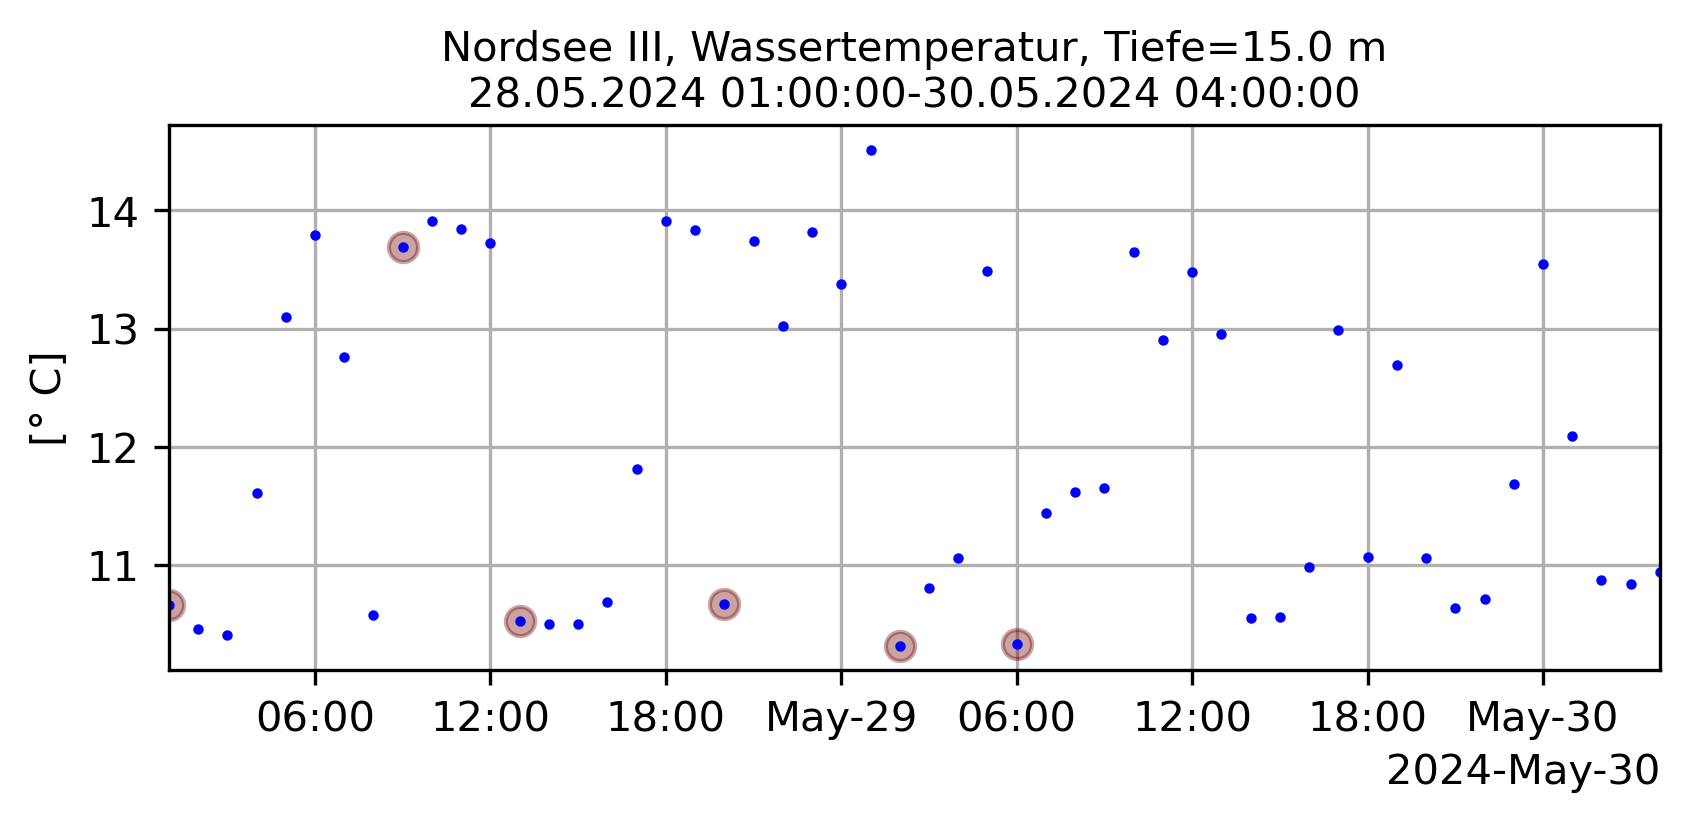 Nordsee III, Wassertemperatur, Tiefe=15.0 m
28.05.2024 01:00:00-30.05.2024 04:00:00
[° C]
14
13
12
11
06:00 12:00 18:00 May-29 06:00 12:00 18:00 May-30
2024-May-30